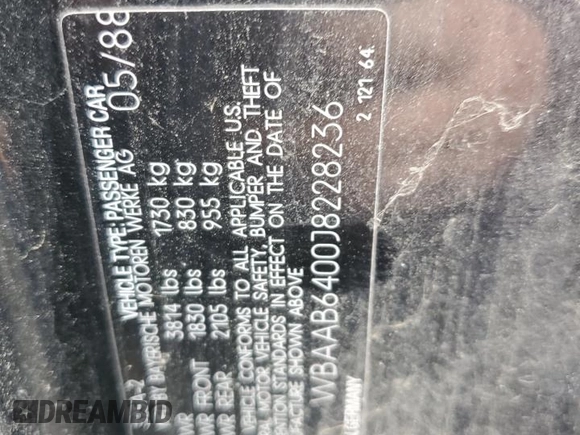 VEHICLE TYPE:PASSENGER CAR
BAYERISCHE MOTOREN WERKE AG 05/88
3814 lbs 1730 kg
FRONT 1830 lbs 830 kg
REAR 2105 lbs 955 kg
VEHICLE CONFORMS TO ALL APPLICABLE U.S.
MOTOR VEHICLE SAFETY, BUMPER AND THEFT
STANDARDS IN EFFECT ON THE DATE OF
SHOWN ABOVE
WBAAB6400J8228236
GERMANY 2 121 64
DREAMBID